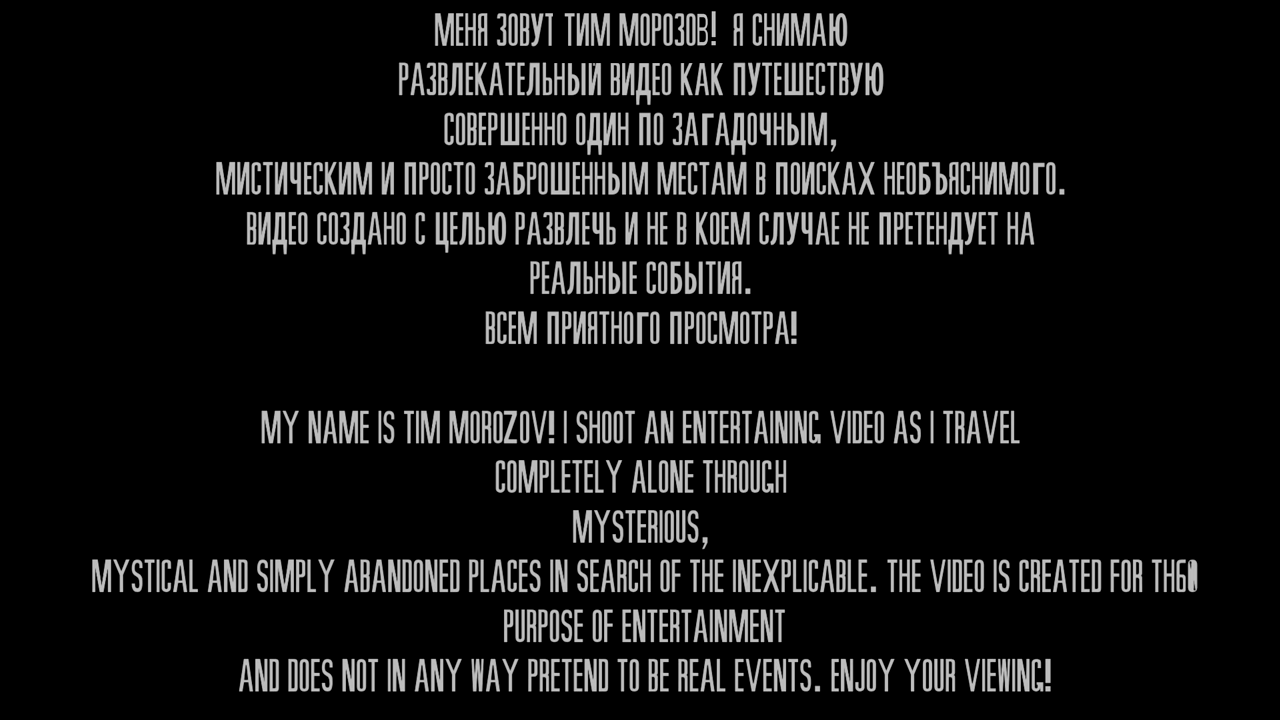 МЕНЯ ЗОВУТ ТИМ МОРОЗОВ! Я СНИМАЮ
РАЗВЛЕКАТЕЛЬНЫЙ ВИДЕО КАК ПУТЕШЕСТВУЮ
СОВЕРШЕННО ОДИН ПО ЗАГАДОЧНЫМ,
МИСТИЧЕСКИМ И ПРОСТО ЗАБРОШЕННЫМ МЕСТАМ В ПОИСКАХ НЕОБЪЯСНИМОГО.
ВИДЕО СОЗДАНО С ЦЕЛЬЮ РАЗВЛЕЧЬ И НЕ В КОЕМ СЛУЧАЕ НЕ ПРЕТЕНДУЕТ НА
РЕАЛЬНЫЕ СОБЫТИЯ.
ВСЕМ ПРИЯТНОГО ПРОСМОТРА!
MY NAME IS TIM MOROZOV! I SHOOT AN ENTERTAINING VIDEO AS I TRAVEL
COMPLETELY ALONE THROUGH
MYSTERIOUS,
MYSTICAL AND SIMPLY ABANDONED PLACES IN SEARCH OF THE INEXPLICABLE. THE VIDEO IS CREATED FOR
PURPOSE OF ENTERTAINMENT
AND DOES NOT IN ANY WAY PRETEND TO BE REAL EVENTS. ENJOY YOUR VIEWING!